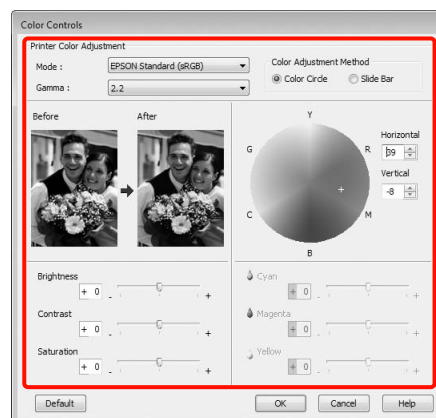 Color Controls
Printer Color Adjustment
Mode : EPSON Standard (sRGB)
Gamma : 2.2
Color Adjustment Method
Color Circle Slide Bar
Before After
Y
G R
C M
B
Horizontal
39
Vertical
-8
Brightness
+ 0 - +
Contrast
+ 0 - +
Saturation
+ 0 - +
Cyan
+ 0 - +
Magenta
+ 0 - +
Yellow
+ 0 - +
Default OK Cancel Help